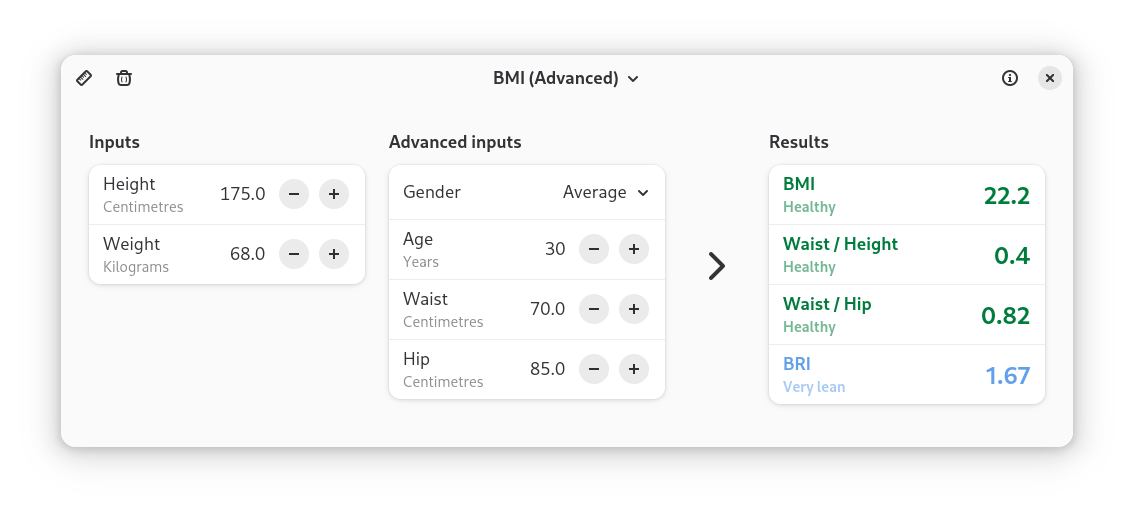 BMI (Advanced)
Inputs
Height
Centimetres
175.0
Weight
Kilograms
68.0
Advanced inputs
Gender
Average
Age
Years
30
Waist
Centimetres
70.0
Hip
Centimetres
85.0
Results
BMI
Healthy
22.2
Waist / Height
Healthy
0.4
Waist / Hip
Healthy
0.82
BRI
Very lean
1.67